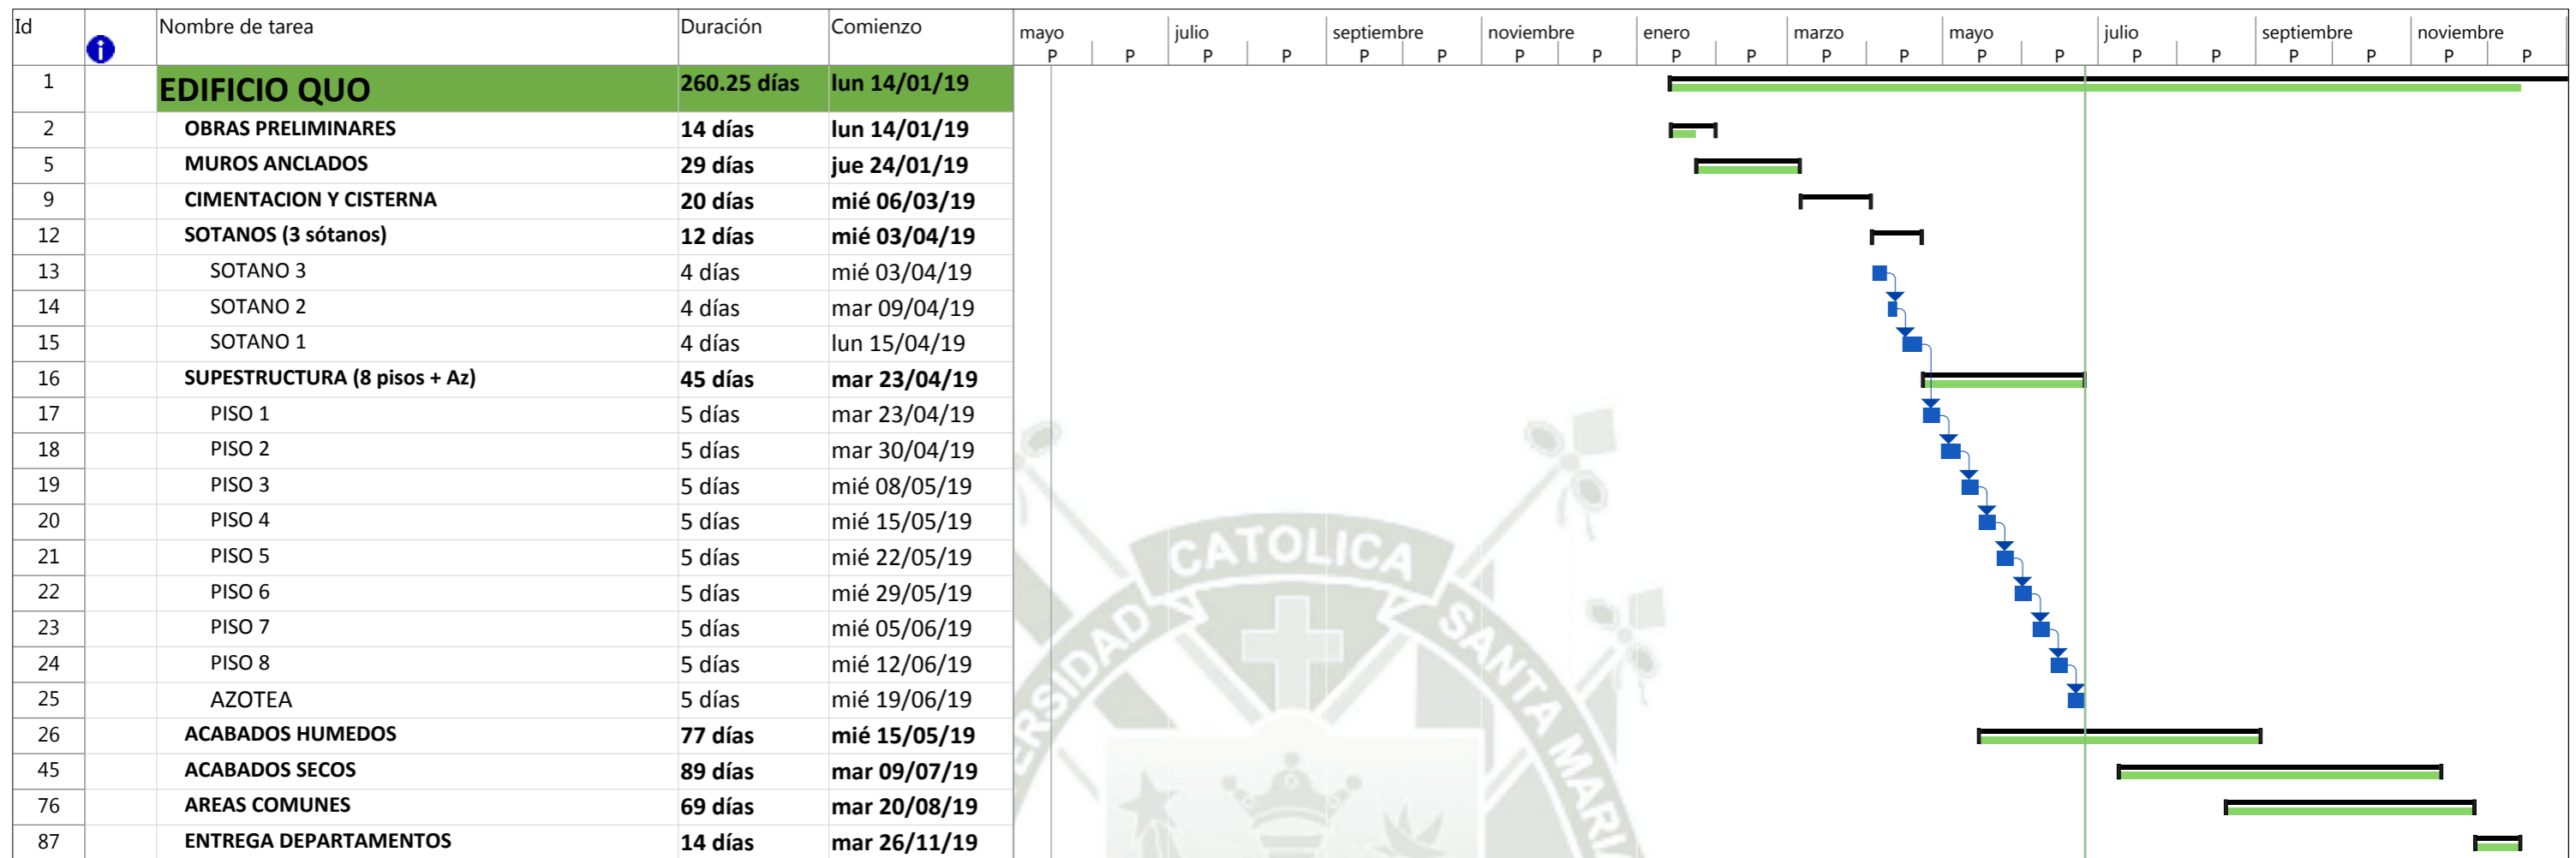 Id Nombre de tarea Duración Comienzo mayo julio septiembre noviembre enero marzo mayo julio septiembre noviembre
P P P P P P P P P P P P P P P P P P P P
1 EDIFICIO QUO 260.25 días lun 14/01/19
2 OBRAS PRELIMINARES 14 días lun 14/01/19
5 MUROS ANCLADOS 29 días jue 24/01/19
9 CIMENTACION Y CISTERNA 20 días mié 06/03/19
12 SOTANOS (3 sótanos) 12 días mié 03/04/19
13 SOTANO 3 4 días mié 03/04/19
14 SOTANO 2 4 días mar 09/04/19
15 SOTANO 1 4 días lun 15/04/19
16 SUPESTRUCTURA (8 pisos + Az) 45 días mar 23/04/19
17 PISO 1 5 días mar 23/04/19
18 PISO 2 5 días mar 30/04/19
19 PISO 3 5 días mié 08/05/19
20 PISO 4 5 días mié 15/05/19
21 PISO 5 5 días mié 22/05/19
22 PISO 6 5 días mié 29/05/19
23 PISO 7 5 días mié 05/06/19
24 PISO 8 5 días mié 12/06/19
25 AZOTEA 5 días mié 19/06/19
26 ACABADOS HUMEDOS 77 días mié 15/05/19
45 ACABADOS SECOS 89 días mar 09/07/19
76 AREAS COMUNES 69 días mar 20/08/19
87 ENTREGA DEPARTAMENTOS 14 días mar 26/11/19
CATOLICA
SANTA MARI